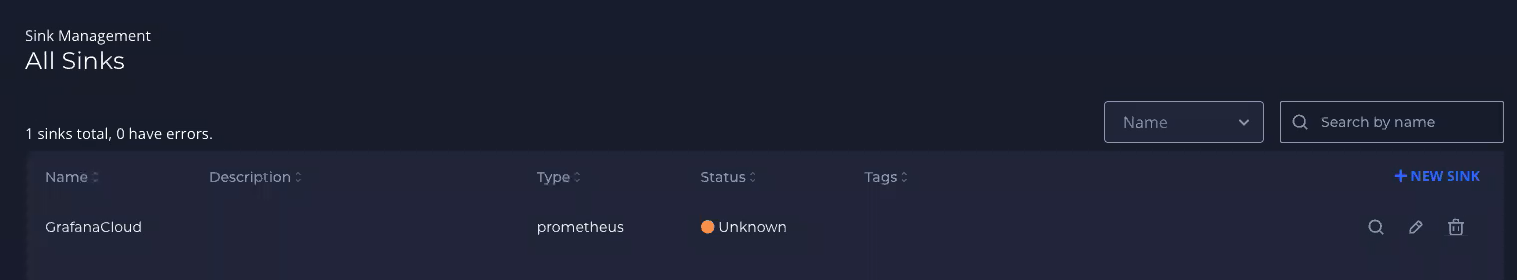 Sink Management
All Sinks
1 sinks total, 0 have errors.
Name
Search by name
Name Description Type Status Tags + NEW SINK
GrafanaCloud prometheus Unknown